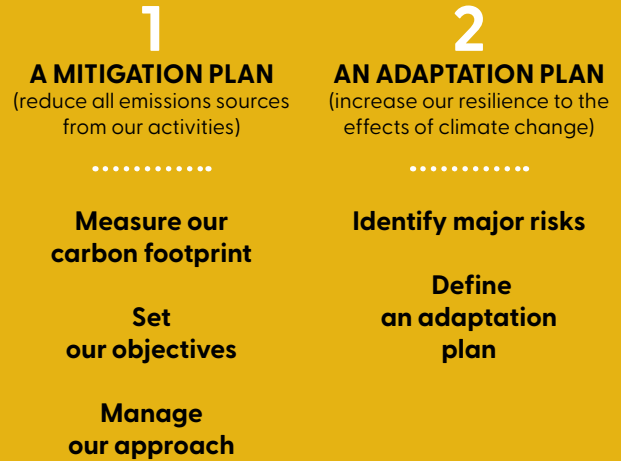 1
A MITIGATION PLAN
(reduce all emissions sources
from our activities)
Measure our
carbon footprint
Set
our objectives
Manage
our approach
2
AN ADAPTATION PLAN
(increase our resilience to the
effects of climate change)
Identify major risks
Define
an adaptation
plan